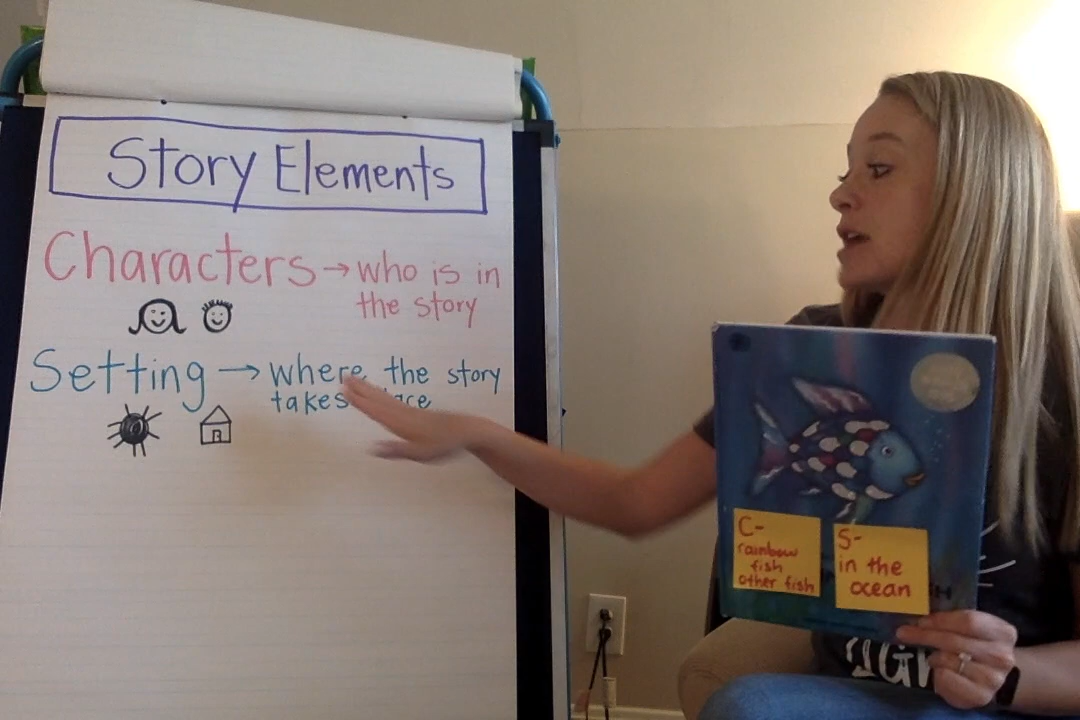 Story Elements
Characters → who is in
the story
Setting → where the story
takes
C-
rainbow
fish
other fish
S-
in the
ocean